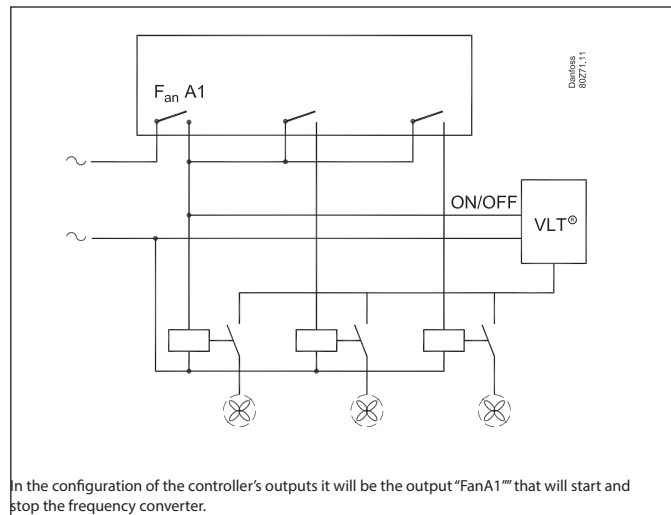 Fan A1
Danfoss
80Z71.11
ON/OFF
VLT®
In the configuration of the controller’s outputs it will be the output “FanA1”” that will start and
stop the frequency converter.